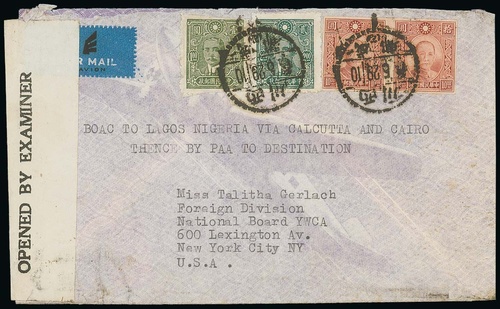 OPENED BY EXAMINER
AIR MAIL
BOAC TO LAGOS NIGERIA VIA CALCUTTA AND CAIRO
THENCE BY PAA TO DESTINATION
Miss Talitha Gerlach
Foreign Division
National Board YWCA
600 Lexington Av.
New York City NY
U.S.A.